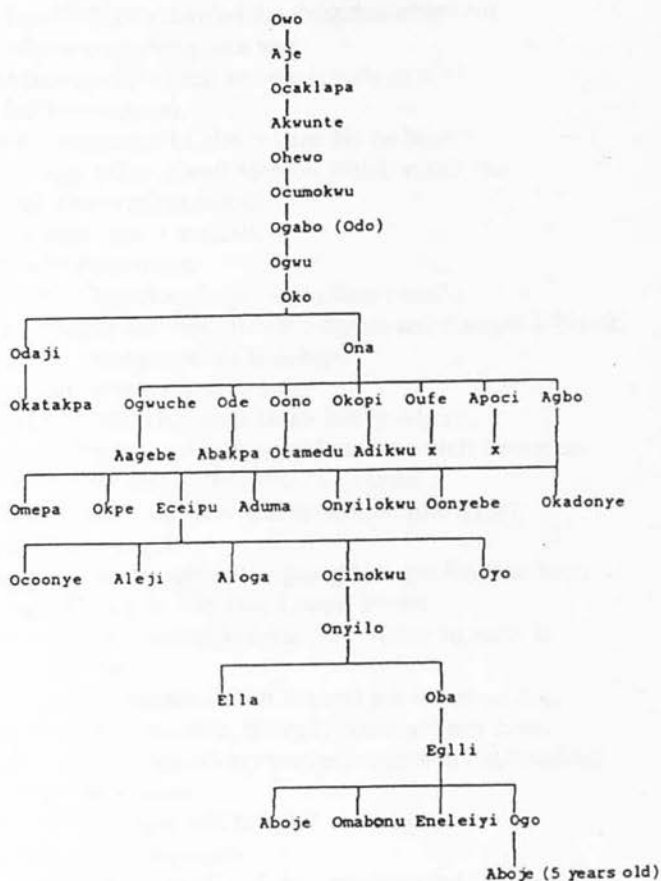 Owo
Aje
Ocaklapa
Akwunte
Ohewo
Ocumokwu
Ogabo (Odo)
Ogwu
Oko
Odaji Ona
Okatakpa Ogwuche Ode Oono Okopi Oufe Apoci Agbo
Aagebe Abakpa Otamedu Adikwu x x
Omepa Okpe Eceipu Aduma Onyilokwu Oonyebe Okadonye
Ocoonye Aleji Aloga Ocinokwu Oyo
Onyilo
Ella Oba
Eglli
Aboje Omabonu Eneleiyi Ogo
Aboje (5 years old)